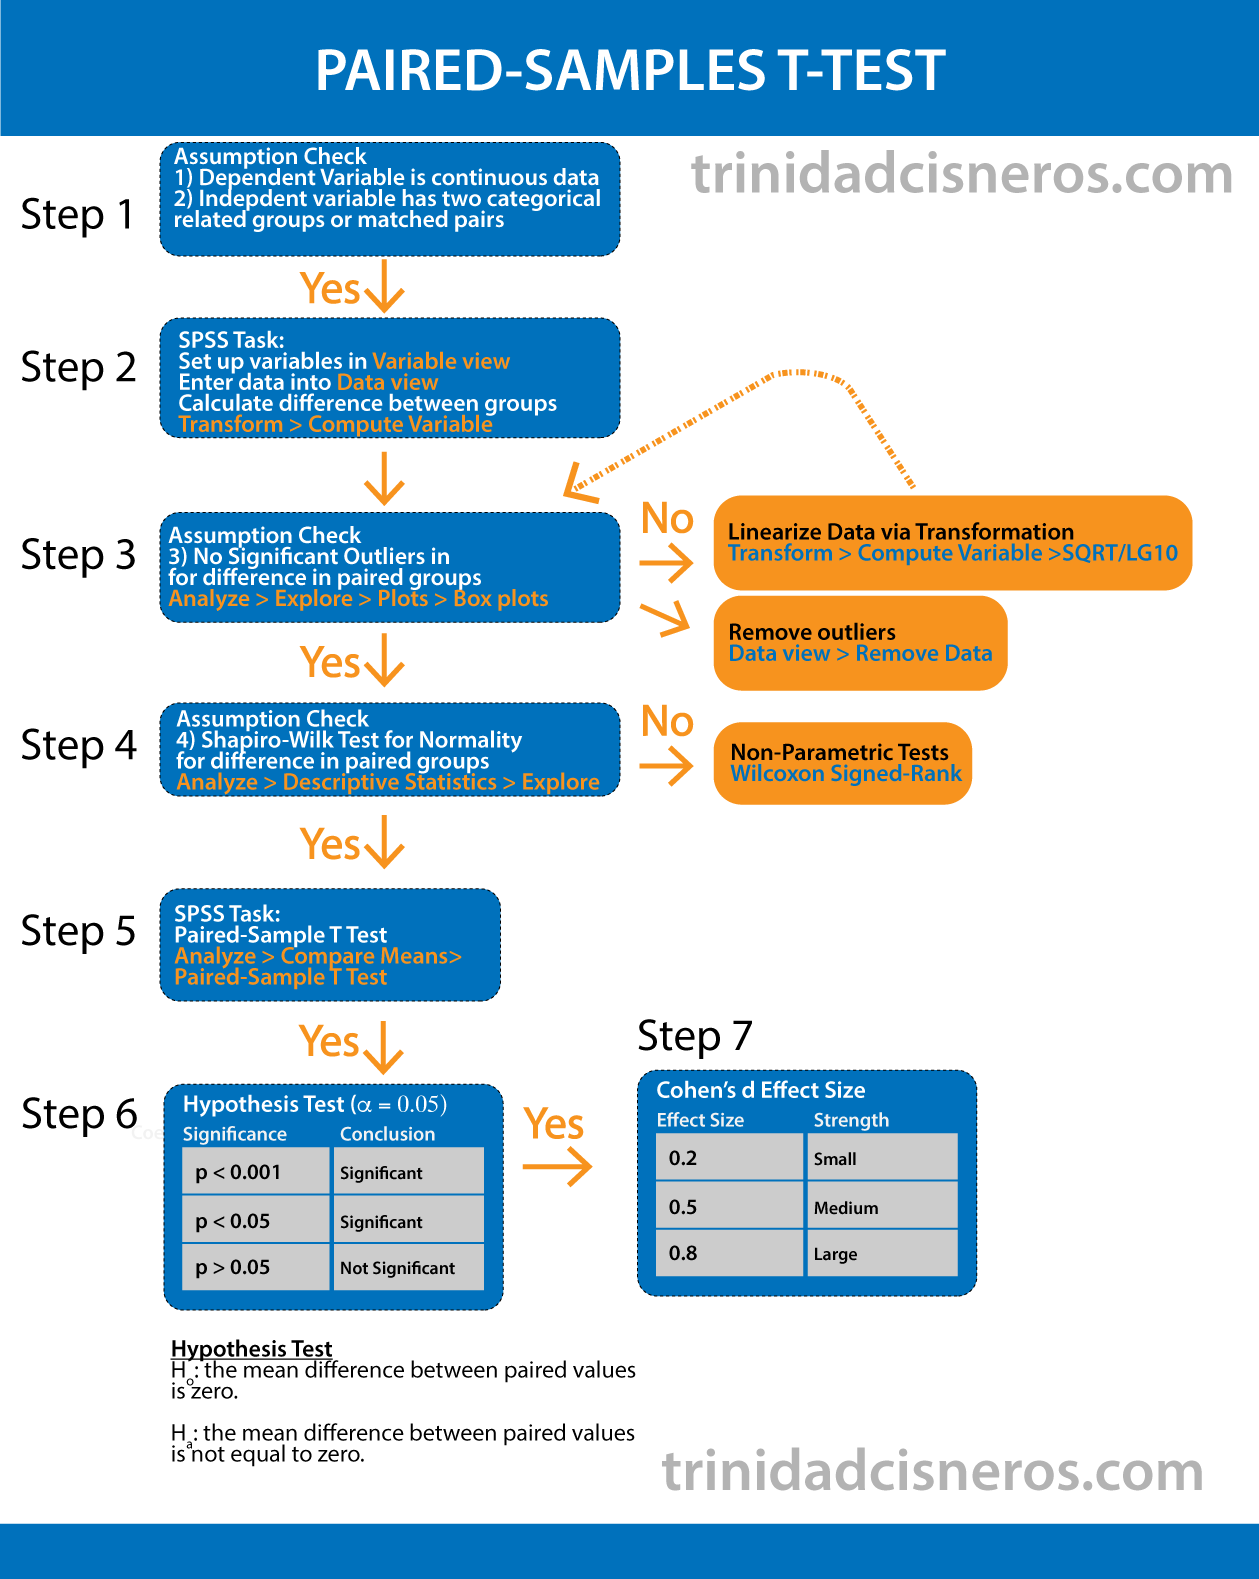 PAIRED-SAMPLES T-TEST
trinidadcisneros.com
Step 1
Assumption Check
1) Dependent Variable is continuous data
2) Indepdent variable has two categorical
related groups or matched pairs
Yes
Step 2
SPSS Task:
Set up variables in Variable view
Enter data into Data view
Calculate difference between groups
Transform > Compute Variable
Step 3
Assumption Check
3) No Significant Outliers in
for difference in paired groups
Analyze > Explore > Plots > Box plots
No
Linearize Data via Transformation
Transform > Compute Variable >SQRT/LG10
Remove outliers
Data view > Remove Data
Yes
Step 4
Assumption Check
4) Shapiro-Wilk Test for Normality
for difference in paired groups
Analyze > Descriptive Statistics > Explore
No
Non-Parametric Tests
Wilcoxon Signed-Rank
Yes
Step 5
SPSS Task:
Paired-Sample T Test
Analyze > Compare Means>
Paired-Sample T Test
Yes
Step 6
Coe
Hypothesis Test (α = 0.05)
Significance Conclusion
p < 0.001 Significant
p < 0.05 Significant
p > 0.05 Not Significant
Yes
Step 7
Cohen's d Effect Size
Effect Size Strength
0.2 Small
0.5 Medium
0.8 Large
Hypothesis Test
Ho: the mean difference between paired values
is zero.
Ha: the mean difference between paired values
is not equal to zero.
trinidadcisneros.com